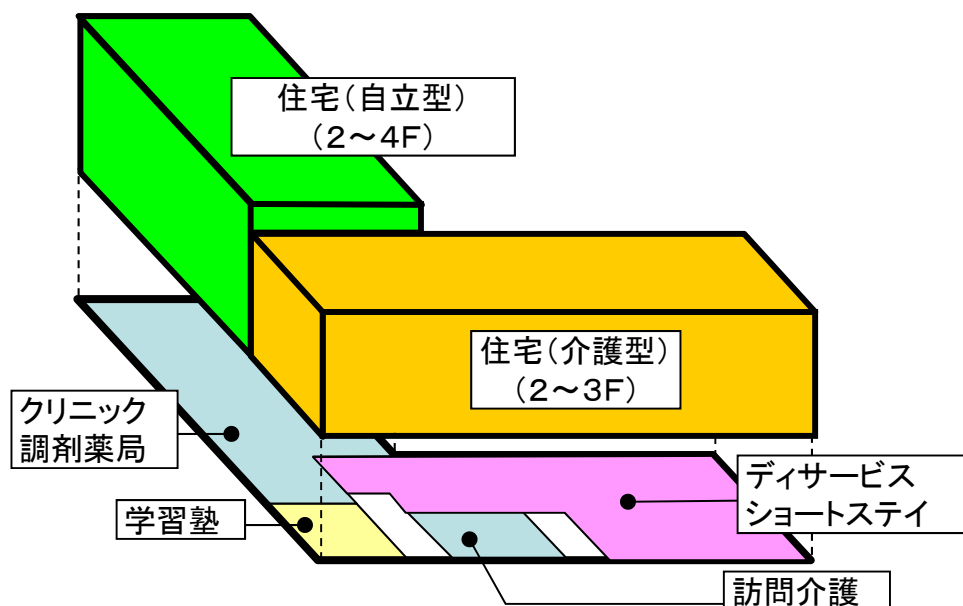 住宅(自立型)
(2～4F)
住宅(介護型)
(2～3F)
クリニック
調剤薬局
学習塾
ディサービス
ショートステイ
訪問介護